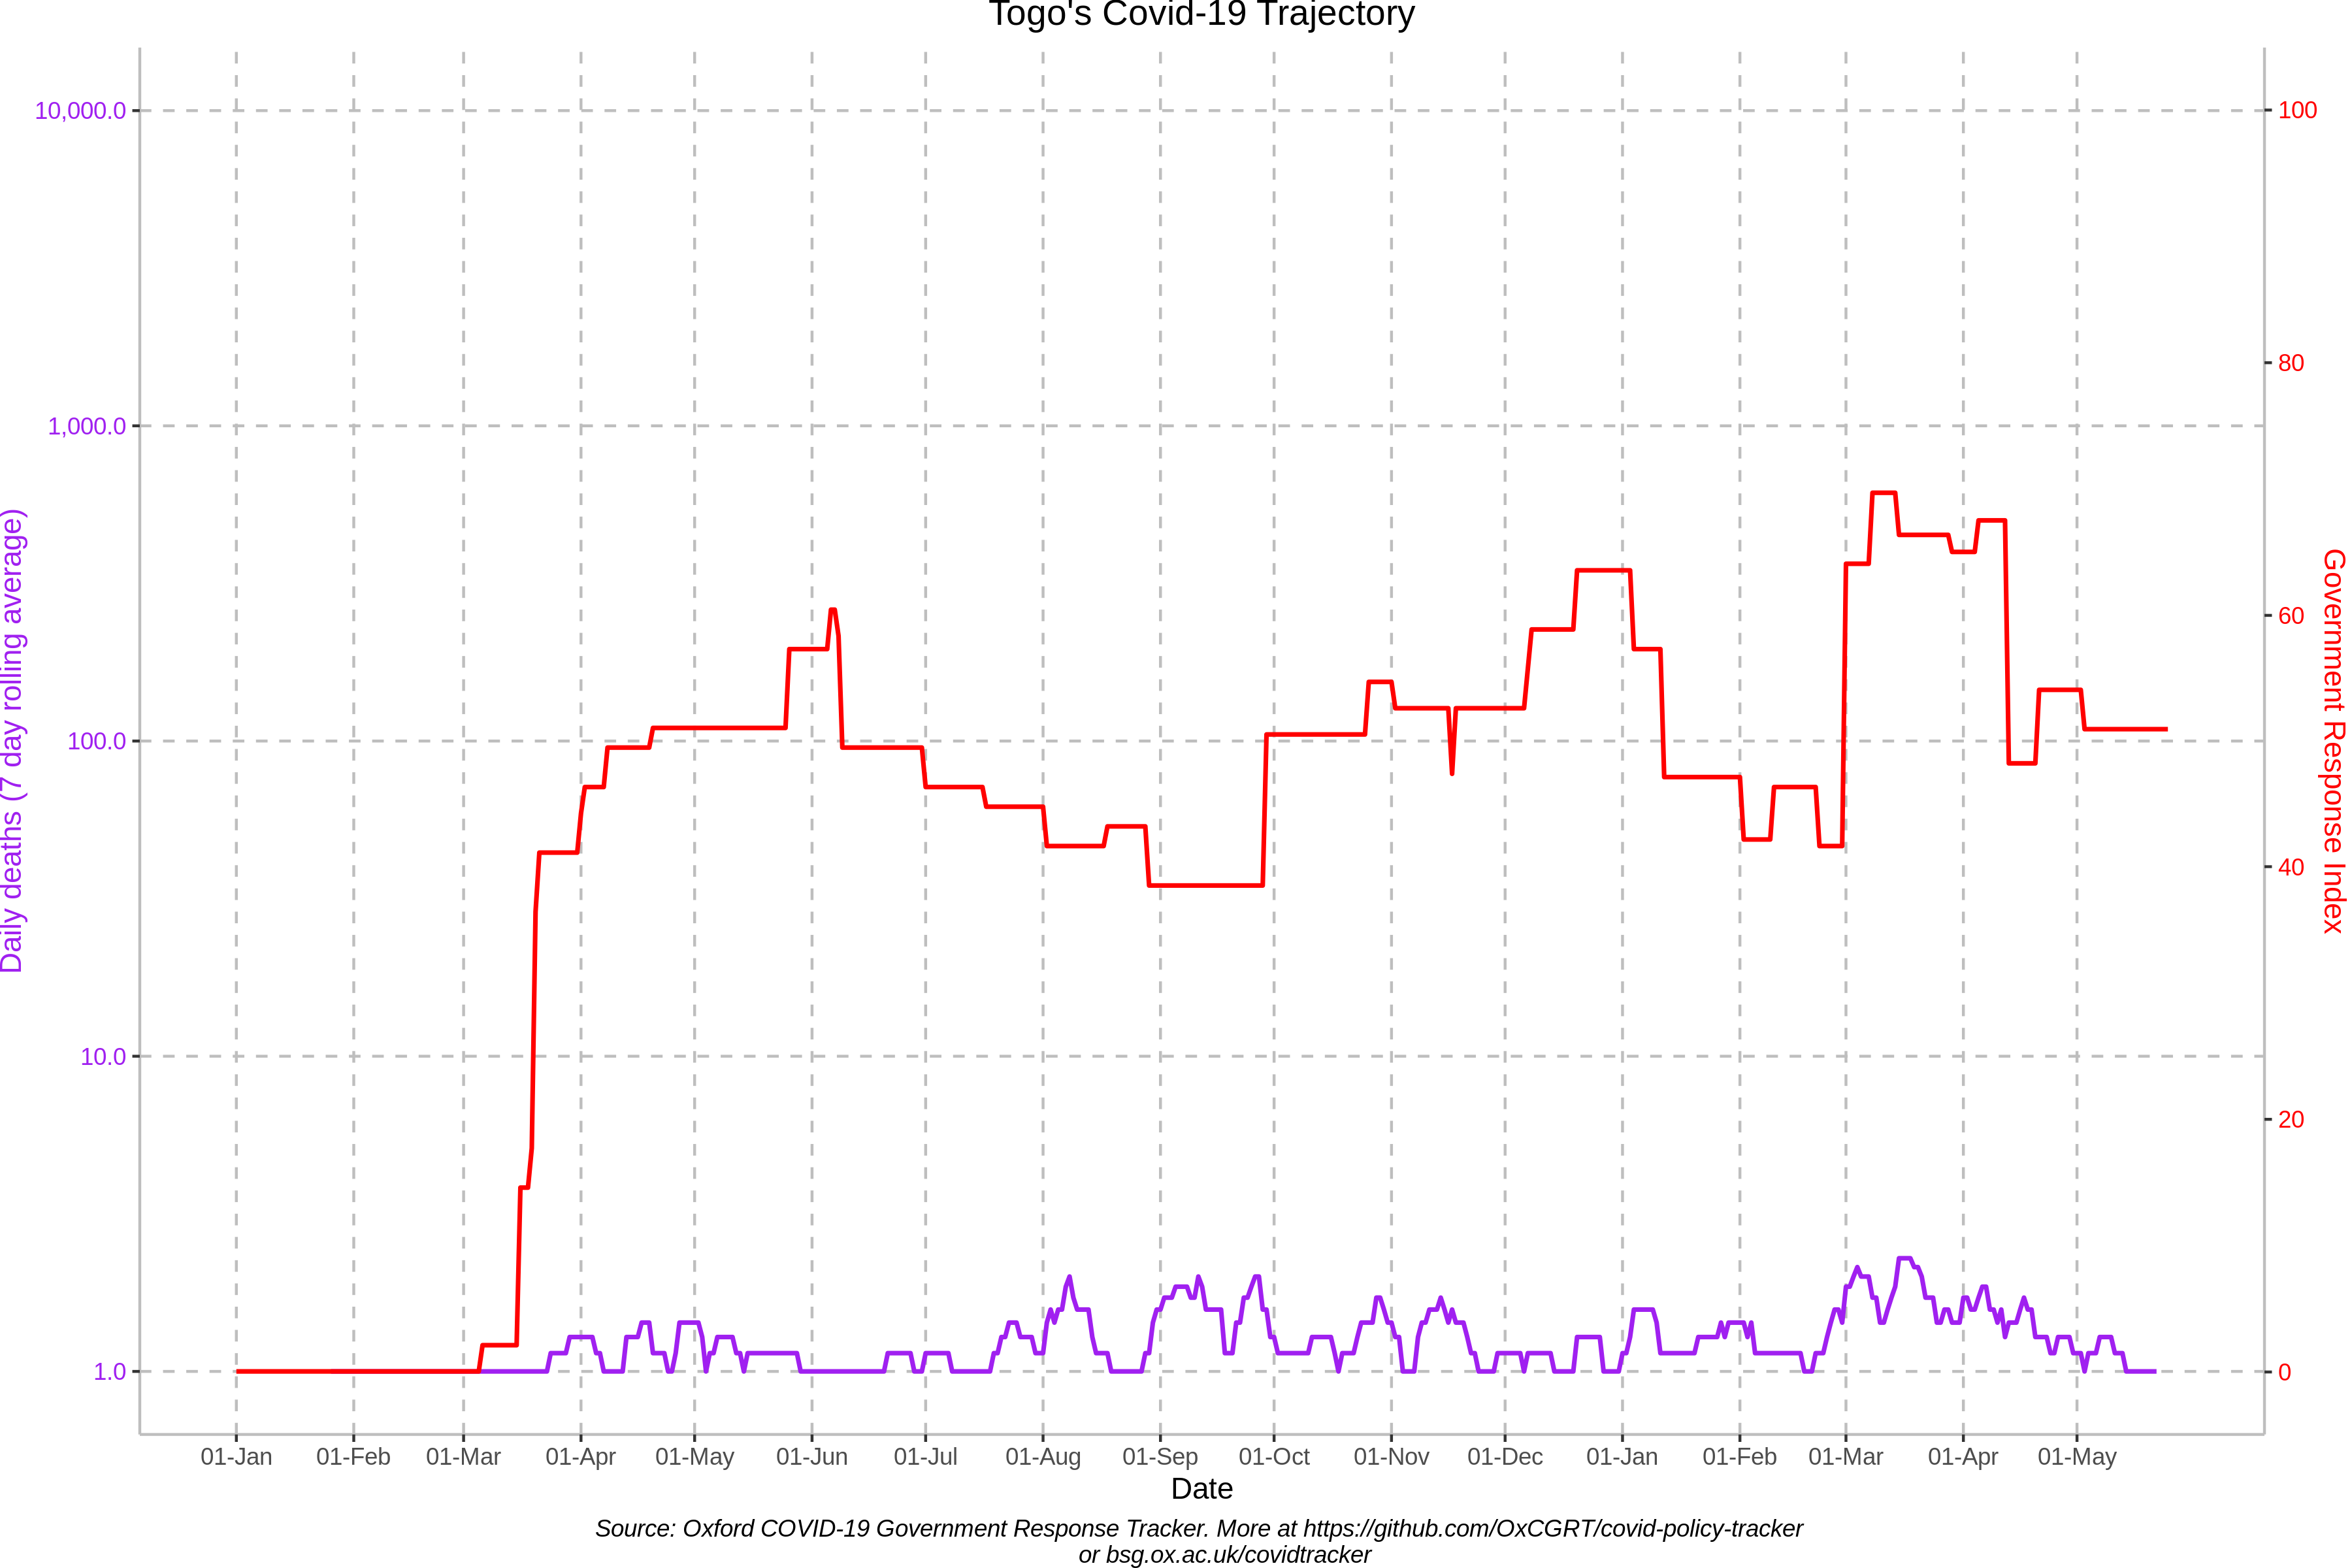 Togo's Covid-19 Trajectory
10,000.0
1,000.0
100.0
10.0
1.0
Daily deaths (7 day rolling average)
100
80
60
40
20
0
Government Response Index
01-Jan 01-Feb 01-Mar 01-Apr 01-May 01-Jun 01-Jul 01-Aug 01-Sep 01-Oct 01-Nov 01-Dec 01-Jan 01-Feb 01-Mar 01-Apr 01-May
Date
Source: Oxford COVID-19 Government Response Tracker. More at https://github.com/OxCGRT/covid-policy-tracker
or bsg.ox.ac.uk/covidtracker